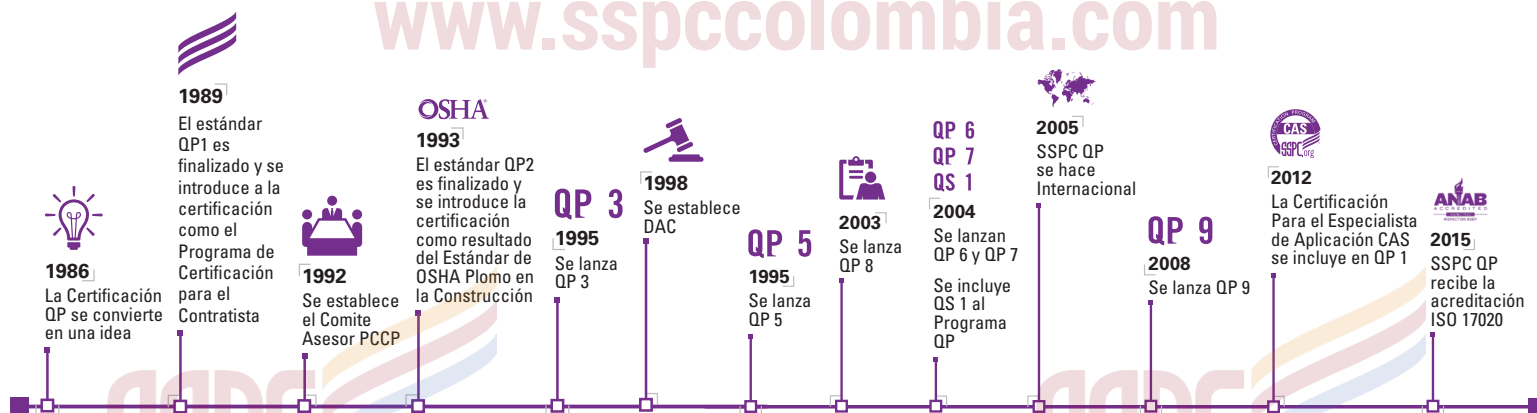 www.sspccolombia.com
1986
La Certificación
QP se convierte
en una idea
1989
El estándar
QP1 es
finalizado y se
introduce a la
certificación
como el
Programa de
Certificación
para el
Contratista
1992
Se establece
el Comite
Asesor PCCP
OSHA
1993
El estándar QP2
es finalizado y
se introduce la
certificación
como resultado
del Estándar de
OSHA Plomo en
la Construcción
QP 3
1995
Se lanza
QP 3
1998
Se establece
DAC
QP 5
1995
Se lanza
QP 5
2003
Se lanza
QP 8
QP 6
QP 7
QS 1
2004
Se lanzan
QP 6 y QP 7
Se incluye
QS 1 al
Programa
QP
2005
SSPC QP
se hace
Internacional
QP 9
2008
Se lanza QP 9
CAS
SSPC.org
2012
La Certificación
Para el Especialista
de Aplicación CAS
se incluye en QP 1
ANAB
ACCREDITED
2015
SSPC QP
recibe la
acreditación
ISO 17020